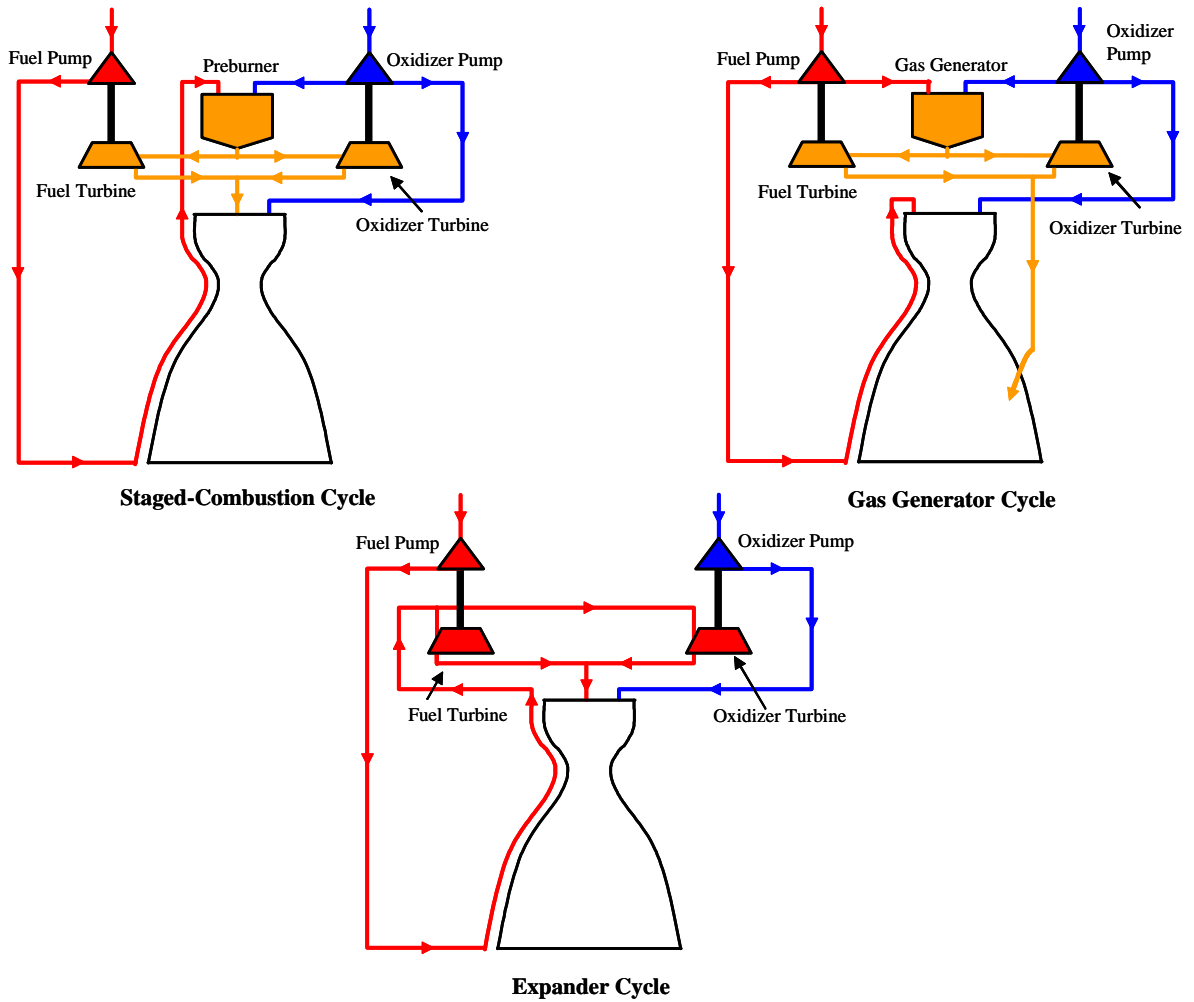 Fuel Pump
Preburner
Oxidizer Pump
Fuel Turbine
Oxidizer Turbine
Staged-Combustion Cycle
Fuel Pump
Gas Generator
Oxidizer
Pump
Fuel Turbine
Oxidizer Turbine
Gas Generator Cycle
Fuel Pump
Oxidizer Pump
Fuel Turbine
Oxidizer Turbine
Expander Cycle